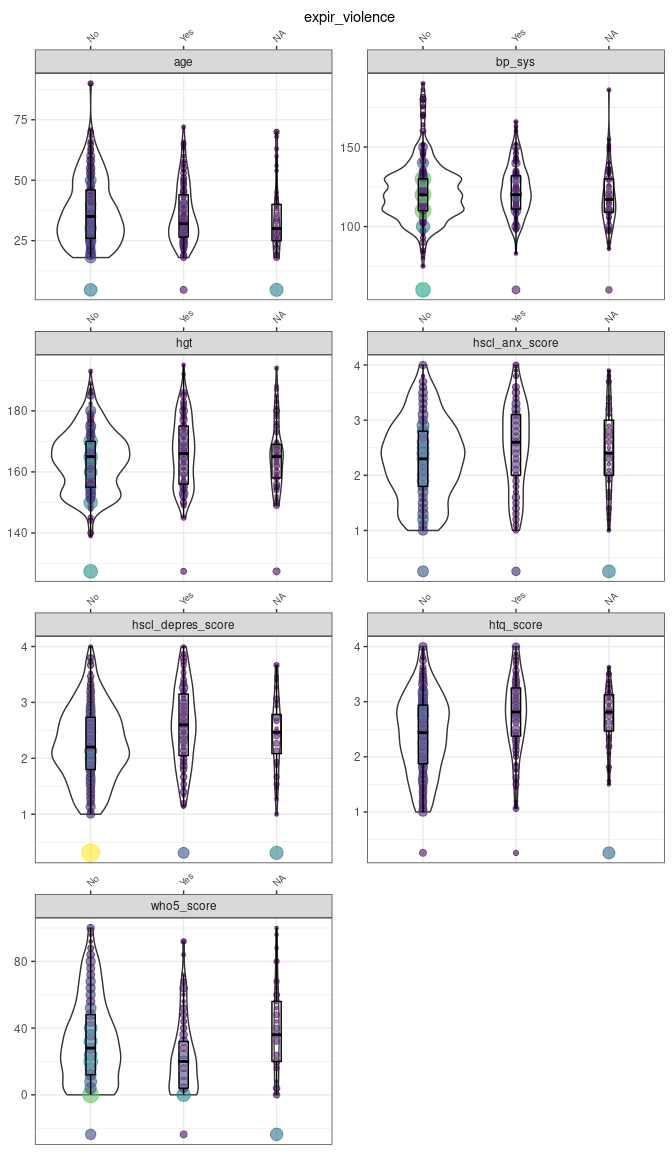 expir_violence
No Yes NA No Yes NA
age bp_sys
75
50
25
150
100
No Yes NA No Yes NA
hgt hscl_anx_score
180
160
140
4
3
2
1
No Yes NA No Yes NA
hscl_depres_score htq_score
4
3
2
1
4
3
2
1
No Yes NA
who5_score
80
40
0